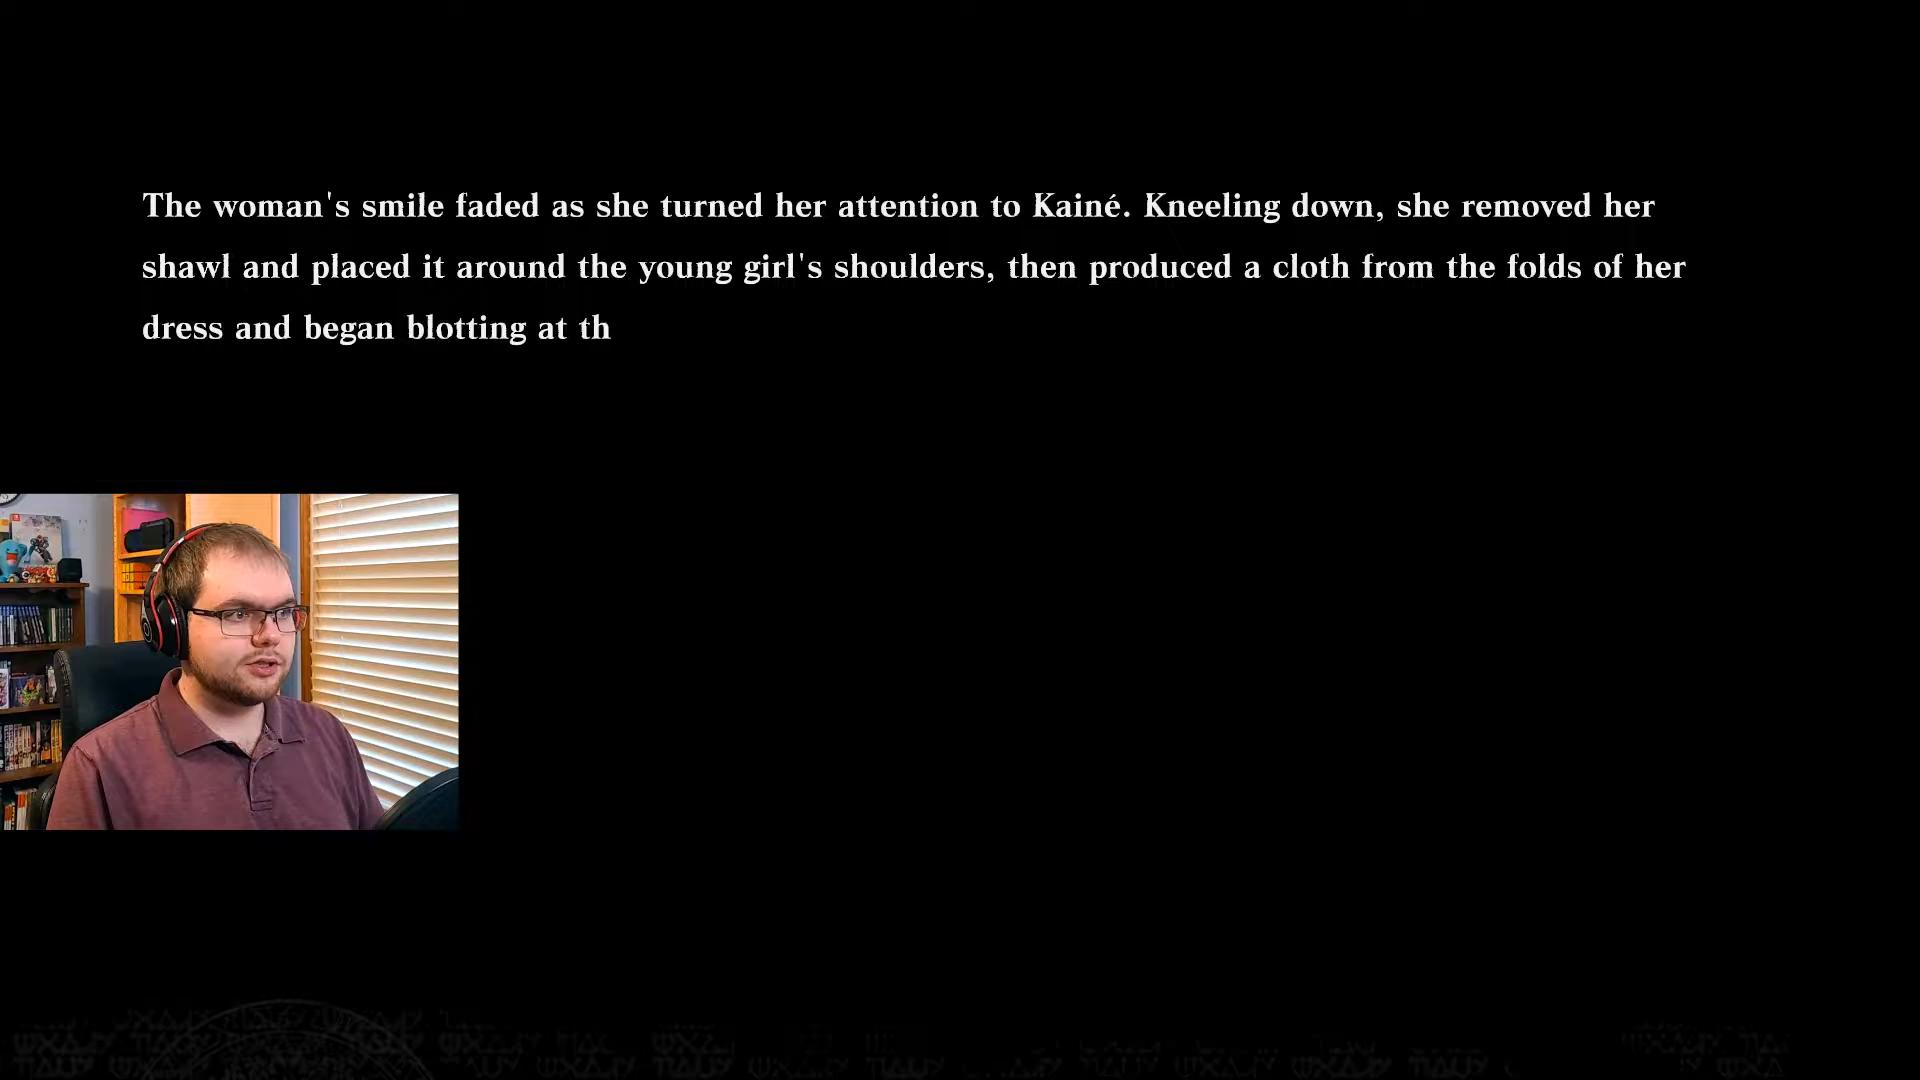 The woman's smile faded as she turned her attention to Kainé. Kneeling down, she removed her
shawl and placed it around the young girl's shoulders, then produced a cloth from the folds of her
dress and began blotting at th